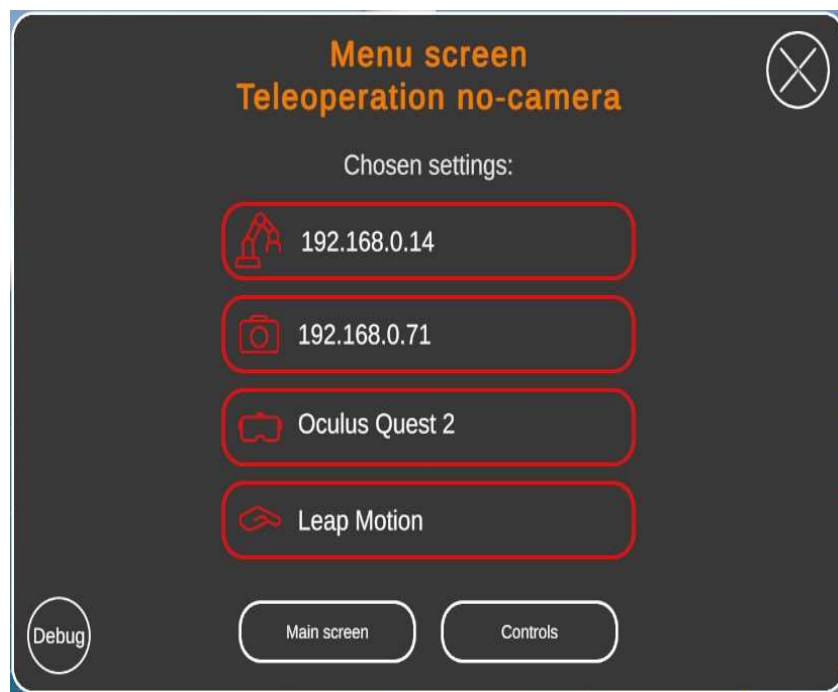 Menu screen
Teleoperation no-camera
Chosen settings:
192.168.0.14
192.168.0.71
Oculus Quest 2
Leap Motion
Debug
Main screen
Controls